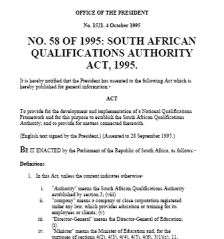 OFFICE OF THE PRESIDENT
No. 1521. 4 October 1995
NO. 58 OF 1995: SOUTH AFRICAN
QUALIFICATIONS AUTHORITY
ACT, 1995.
It is hereby notified that the President has assented to the following Act which is
hereby published for general information:-
ACT
To provide for the development and implementation of a National Qualifications
Framework and for this purpose to establish the South African Qualifications
Authority; and to provide for matters connected therewith.
(English text signed by the President.) (Assented to 28 September 1995.)
BE IT ENACTED by the Parliament of the Republic of South Africa, as follows:-
Definitions
1. In this Act, unless the context indicates otherwise-
i. "Authority" means the South African Qualifications Authority
established by section 3; (viii)
ii. "company" means a company or close corporation registered
under any law, which provides education or training for its
employees or clients; (v)
iii. "Director-General" means the Director-General of Education;
(i)
iv. "Minister" means the Minister of Education and, for the
purposes of sections 4(2), 4(3), 4(4), 4(5), 4(6), 5(1)(c), 11,